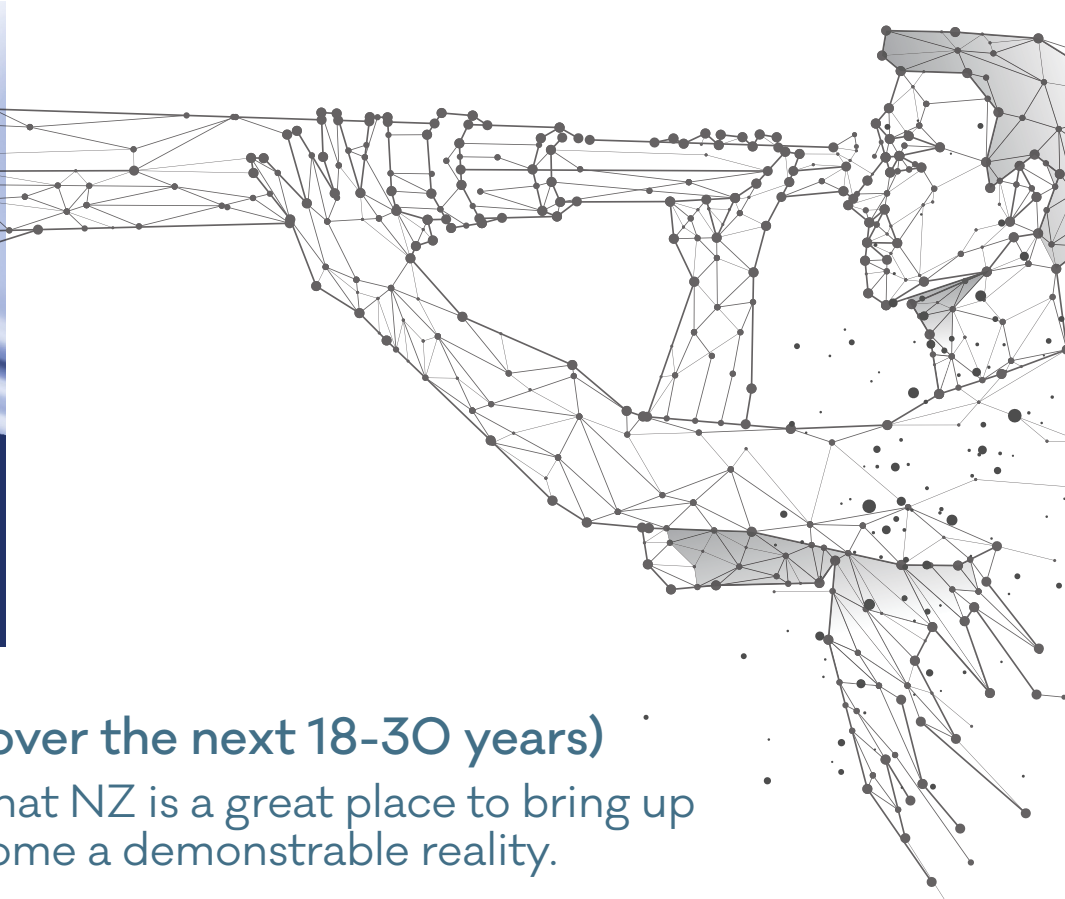 over the next 18-30 years)
hat NZ is a great place to bring up
ome a demonstrable reality.